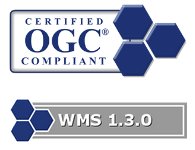 CERTIFIED
OGC®
COMPLIANT
WMS 1.3.0